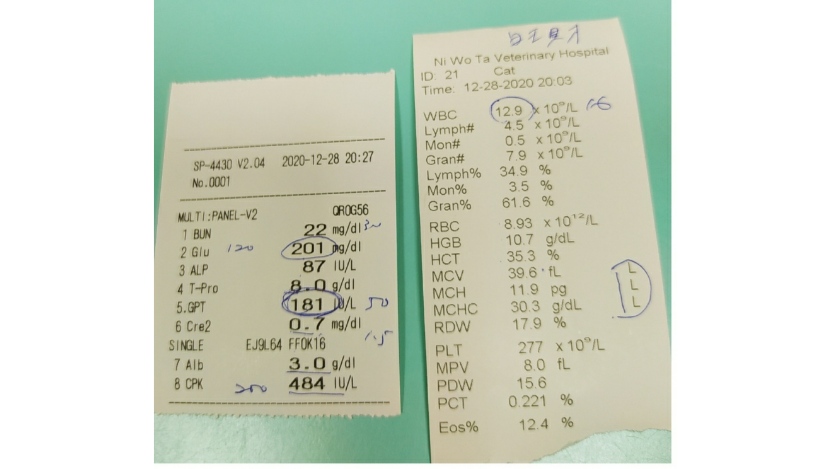 SP-4430 V2.04 2020-12-28 20:27
No.0001
MULTI:PANEL-V2 QR0G56
1 BUN 22 mg/dl 30
2 Glu 120 201 mg/dl
3 ALP 87 IU/L
4 T-Pro 8.0 g/dl
5.GPT 181 IU/L 50
6 Cre2 0.7 mg/dl
1.5
SINGLE EJ9L64 FF0K16
7 Alb 3.0 g/dl
8 CPK 200 484 IU/L
Ni Wo Ta Veterinary Hospital
ID: 21 Cat
Time: 12-28-2020 20:03
WBC 12.9 x 10⁹/L
Lymph# 4.5 x 10⁹/L
Mon# 0.5 x 10⁹/L
Gran# 7.9 x 10⁹/L
Lymph% 34.9 %
Mon% 3.5 %
Gran% 61.6 %
RBC 8.93 x 10¹²/L
HGB 10.7 g/dL
HCT 35.3 %
MCV 39.6 fL L
MCH 11.9 pg L
MCHC 30.3 g/dL L
RDW 17.9 %
PLT 277 x 10⁹/L
MPV 8.0 fL
PDW 15.6
PCT 0.221 %
Eos% 12.4 %